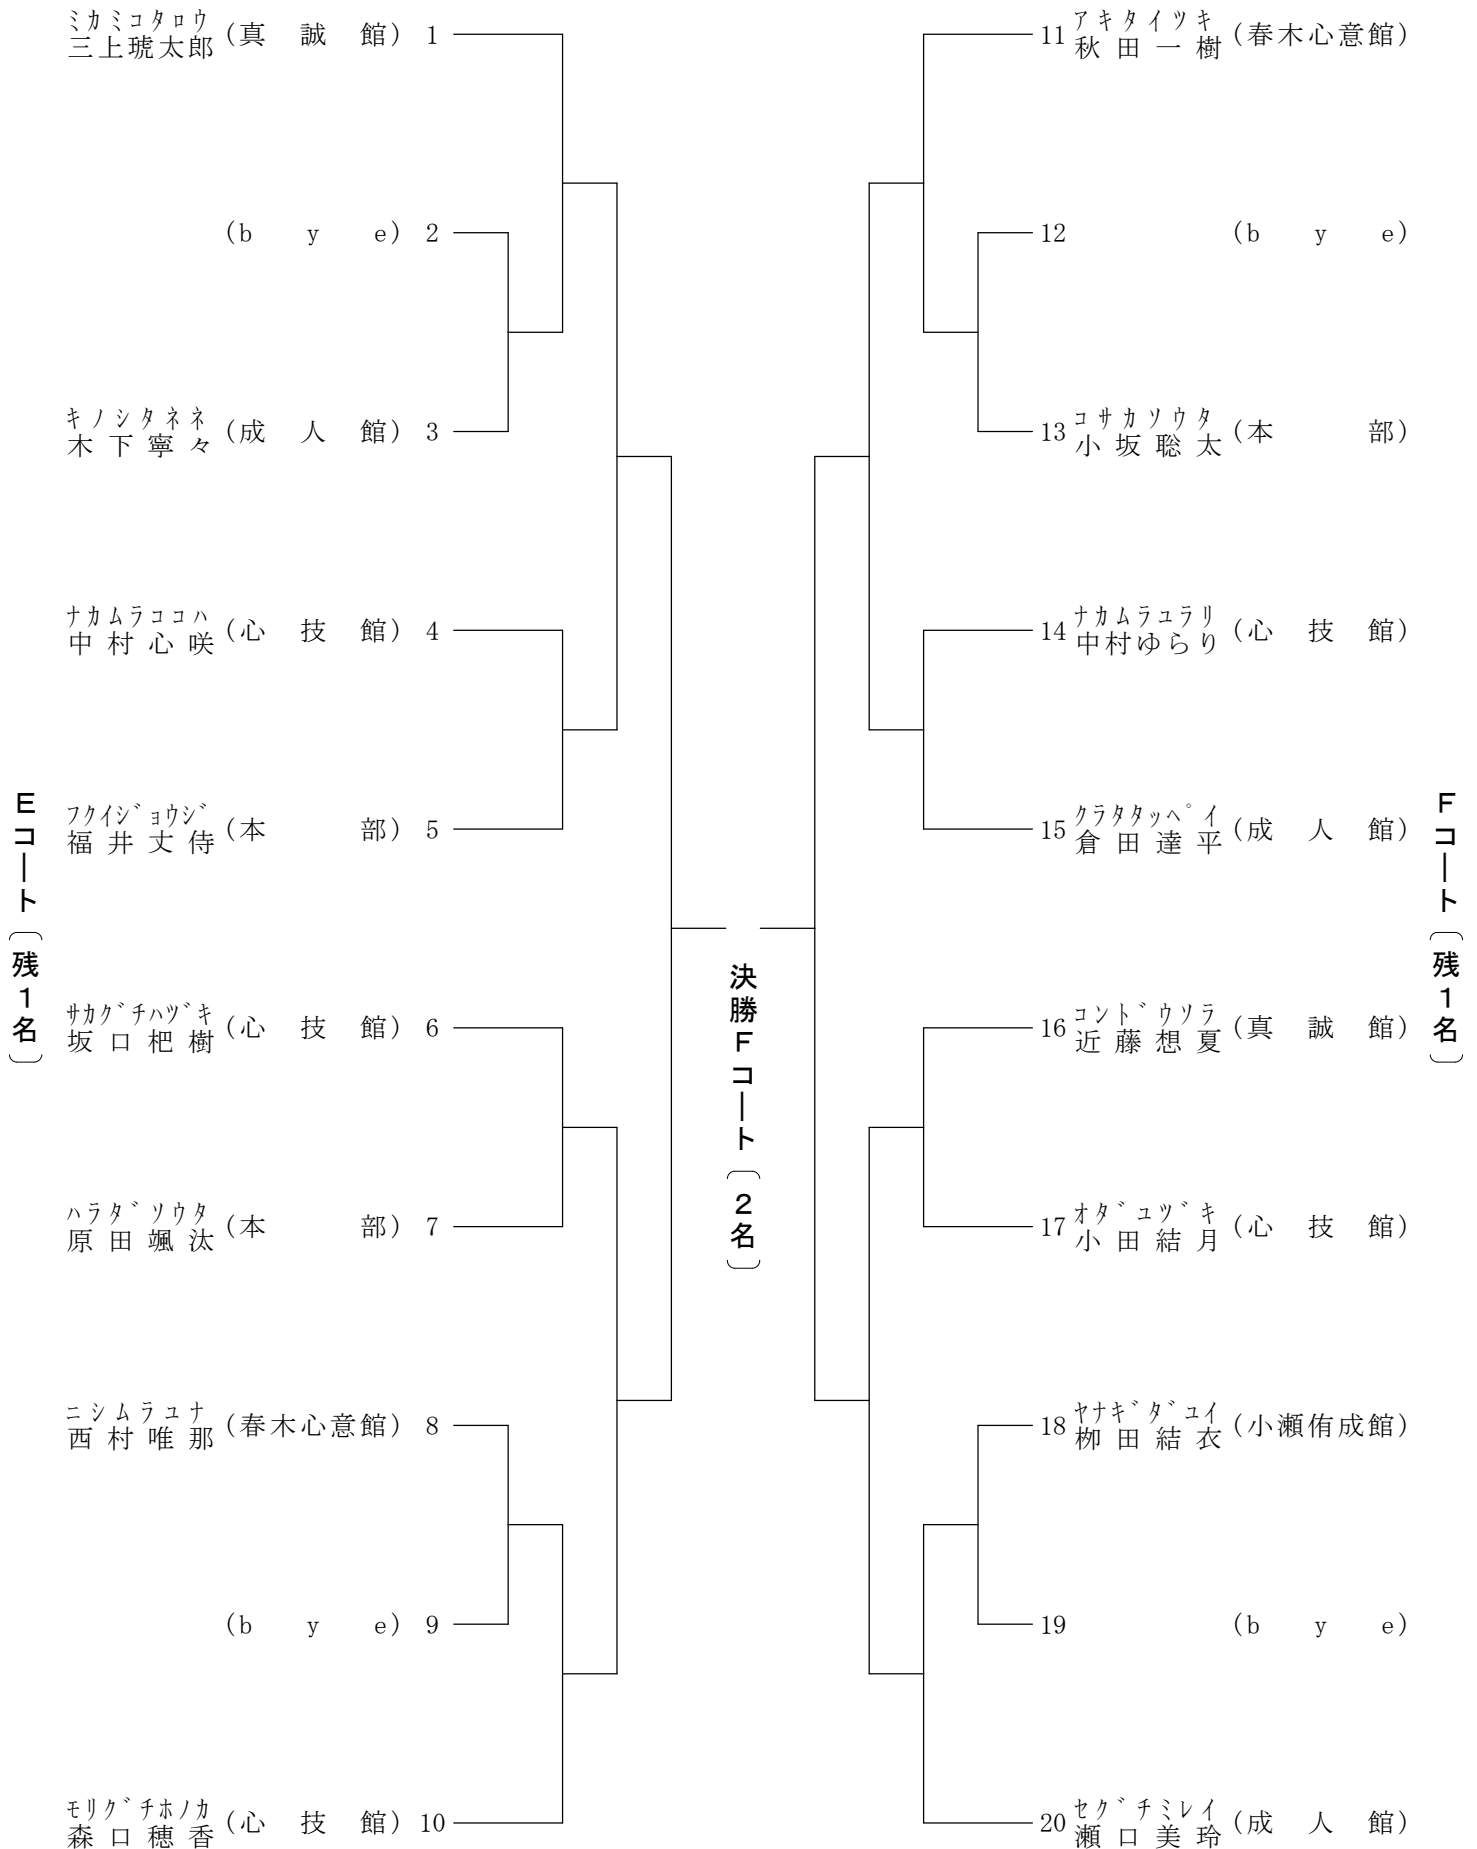 ミカミコタロウ
三上琥太郎 (真誠館) 1
(bye) 2
キノシタネネ
木下寧々 (成人館) 3
ナカムラココハ
中村心咲 (心技館) 4
フクイジョウジ
福井丈侍 (本部) 5
サカグチハヅキ
坂口杷樹 (心技館) 6
ハラダソウタ
原田颯汰 (本部) 7
ニシムラユナ
西村唯那 (春木心意館) 8
(bye) 9
モリグチホノカ
森口穂香 (心技館) 10
Eコート〔残1名〕
決勝Fコート〔2名〕
アキタイツキ
11 秋田一樹 (春木心意館)
12 (bye)
コサカソウタ
13 小坂聡太 (本部)
ナカムラユラリ
14 中村ゆらり (心技館)
クラタタッペイ
15 倉田達平 (成人館)
コンドウソラ
16 近藤想夏 (真誠館)
オダユヅキ
17 小田結月 (心技館)
ヤナギダユイ
18 栁田結衣 (小瀬侑成館)
19 (bye)
セグチミレイ
20 瀬口美玲 (成人館)
Fコート〔残1名〕